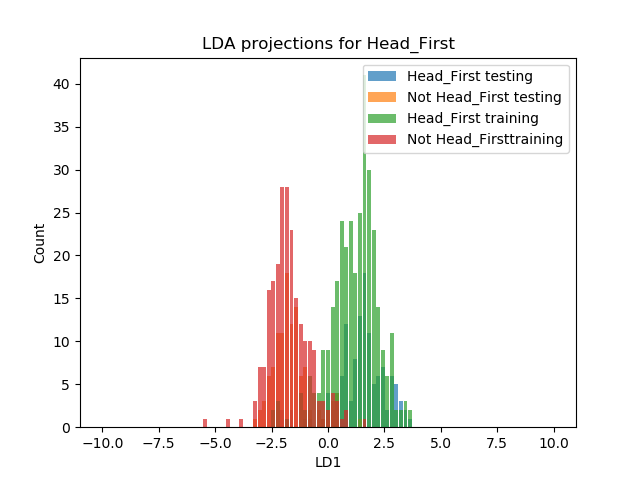 LDA projections for Head_First
Head_First testing
Not Head_First testing
Head_First training
Not Head_Firsttraining
40
35
30
25
20
15
10
5
0
Count
−10.0 −7.5 −5.0 −2.5 0.0 2.5 5.0 7.5 10.0
LD1